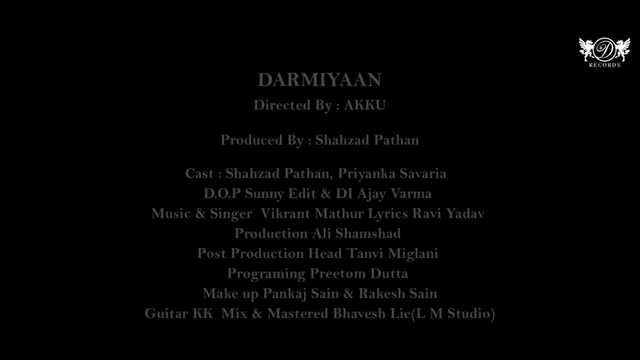 D
RECORDS
DARMIYAAN
Directed By : AKKU
Produced By : Shahzad Pathan
Cast : Shahzad Pathan, Priyanka Savaria
D.O.P Sunny Edit & DI Ajay Varma
Music & Singer  Vikrant Mathur Lyrics Ravi Yadav
Production Ali Shamshad
Post Production Head Tanvi Miglani
Programing Preetom Dutta
Make up Pankaj Sain & Rakesh Sain
Guitar KK  Mix & Mastered Bhavesh Lie(L M Studio)